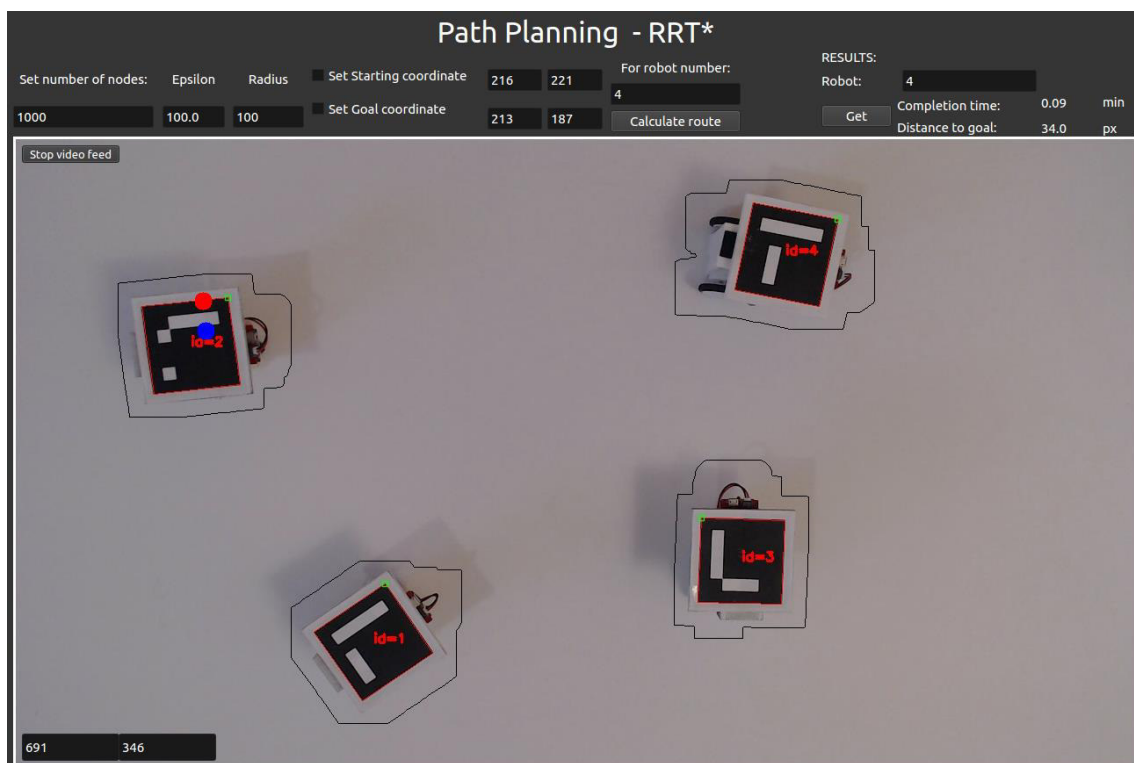 Path Planning - RRT*
Set number of nodes: Epsilon Radius
1000 100.0 100
Set Starting coordinate 216 221
Set Goal coordinate 213 187
For robot number:
4
Calculate route
RESULTS:
Robot: 4
Get
Completion time: 0.09 min
Distance to goal: 34.0 px
Stop video feed
id=4
id=2
id=3
id=1
691 346